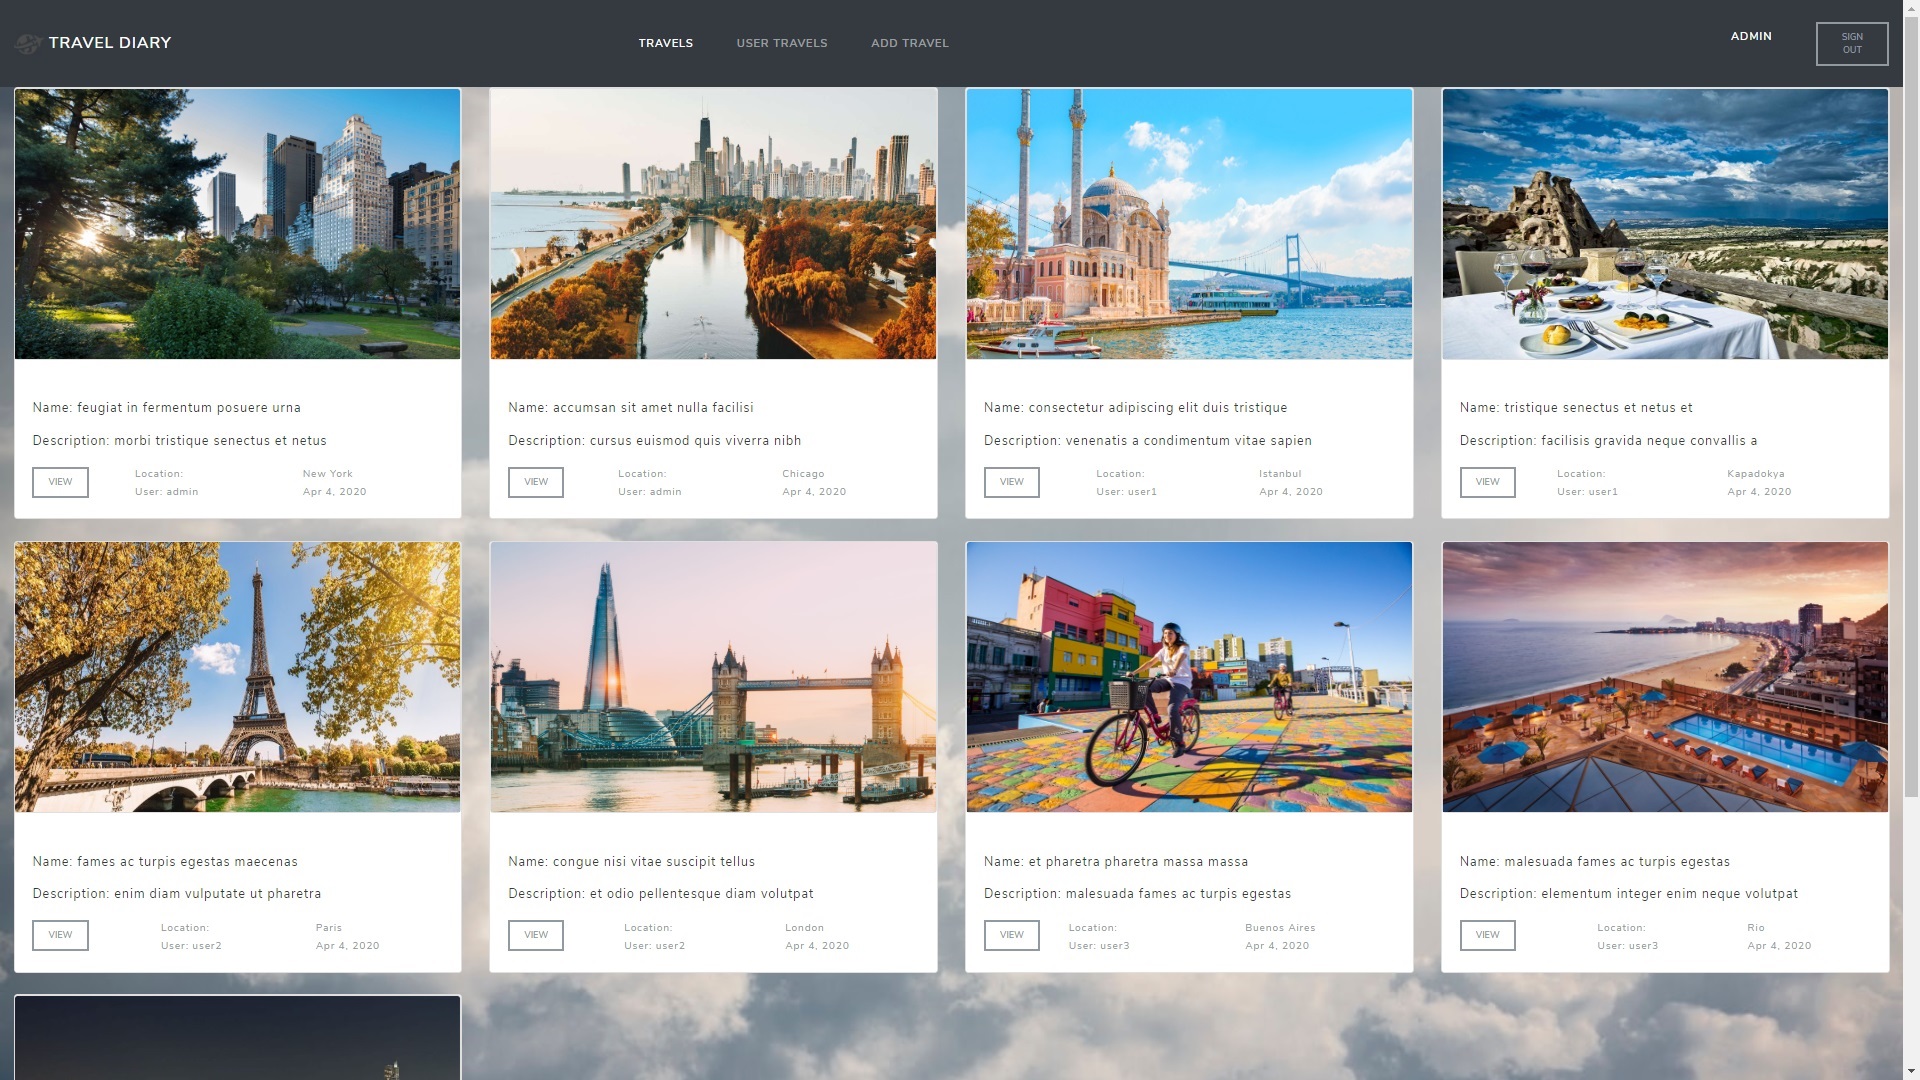 TRAVEL DIARY
TRAVELS
USER TRAVELS
ADD TRAVEL
ADMIN
SIGN
OUT
Name: feugiat in fermentum posuere urna
Description: morbi tristique senectus et netus
VIEW
Location: New York
User: admin Apr 4, 2020
Name: accumsan sit amet nulla facilisi
Description: cursus euismod quis viverra nibh
VIEW
Location: Chicago
User: admin Apr 4, 2020
Name: consectetur adipiscing elit duis tristique
Description: venenatis a condimentum vitae sapien
VIEW
Location: Istanbul
User: user1 Apr 4, 2020
Name: tristique senectus et netus et
Description: facilisis gravida neque convallis a
VIEW
Location: Kapadokya
User: user1 Apr 4, 2020
Name: fames ac turpis egestas maecenas
Description: enim diam vulputate ut pharetra
VIEW
Location: Paris
User: user2 Apr 4, 2020
Name: congue nisi vitae suscipit tellus
Description: et odio pellentesque diam volutpat
VIEW
Location: London
User: user2 Apr 4, 2020
Name: et pharetra pharetra massa massa
Description: malesuada fames ac turpis egestas
VIEW
Location: Buenos Aires
User: user3 Apr 4, 2020
Name: malesuada fames ac turpis egestas
Description: elementum integer enim neque volutpat
VIEW
Location: Rio
User: user3 Apr 4, 2020